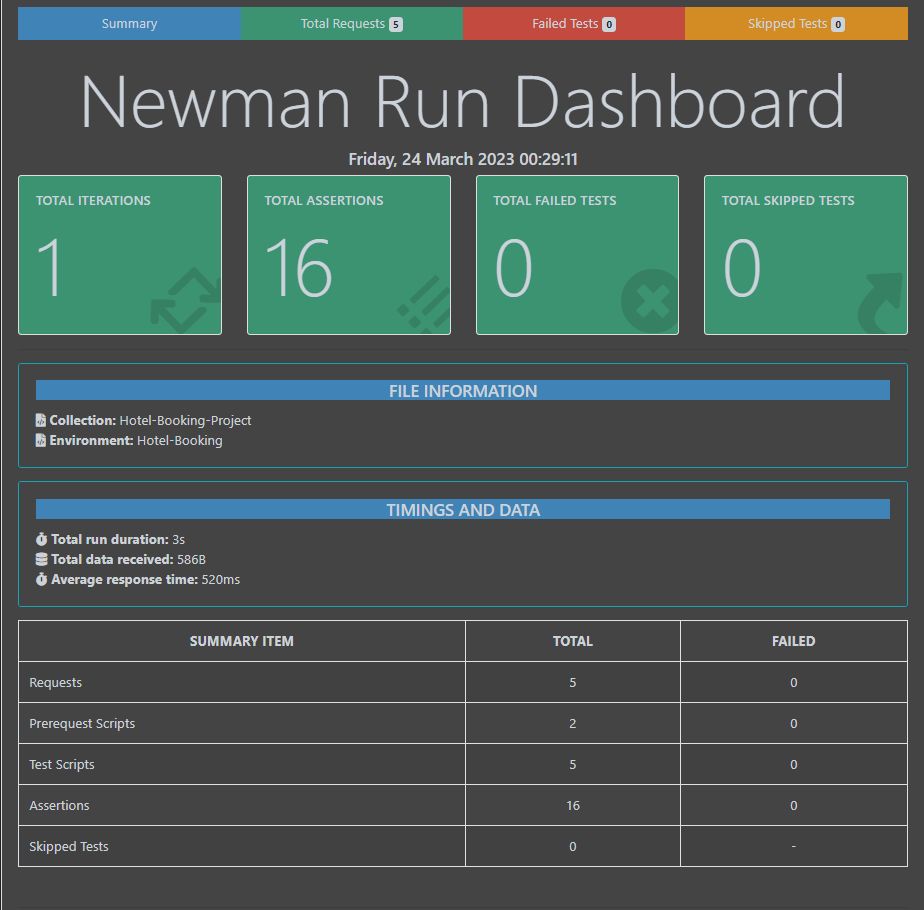 Summary Total Requests 5 Failed Tests 0 Skipped Tests 0
Newman Run Dashboard
Friday, 24 March 2023 00:29:11
TOTAL ITERATIONS TOTAL ASSERTIONS TOTAL FAILED TESTS TOTAL SKIPPED TESTS
1 16 0 0
FILE INFORMATION
Collection: Hotel-Booking-Project
Environment: Hotel-Booking
TIMINGS AND DATA
Total run duration: 3s
Total data received: 586B
Average response time: 520ms
SUMMARY ITEM TOTAL FAILED
Requests 5 0
Prerequest Scripts 2 0
Test Scripts 5 0
Assertions 16 0
Skipped Tests 0 -